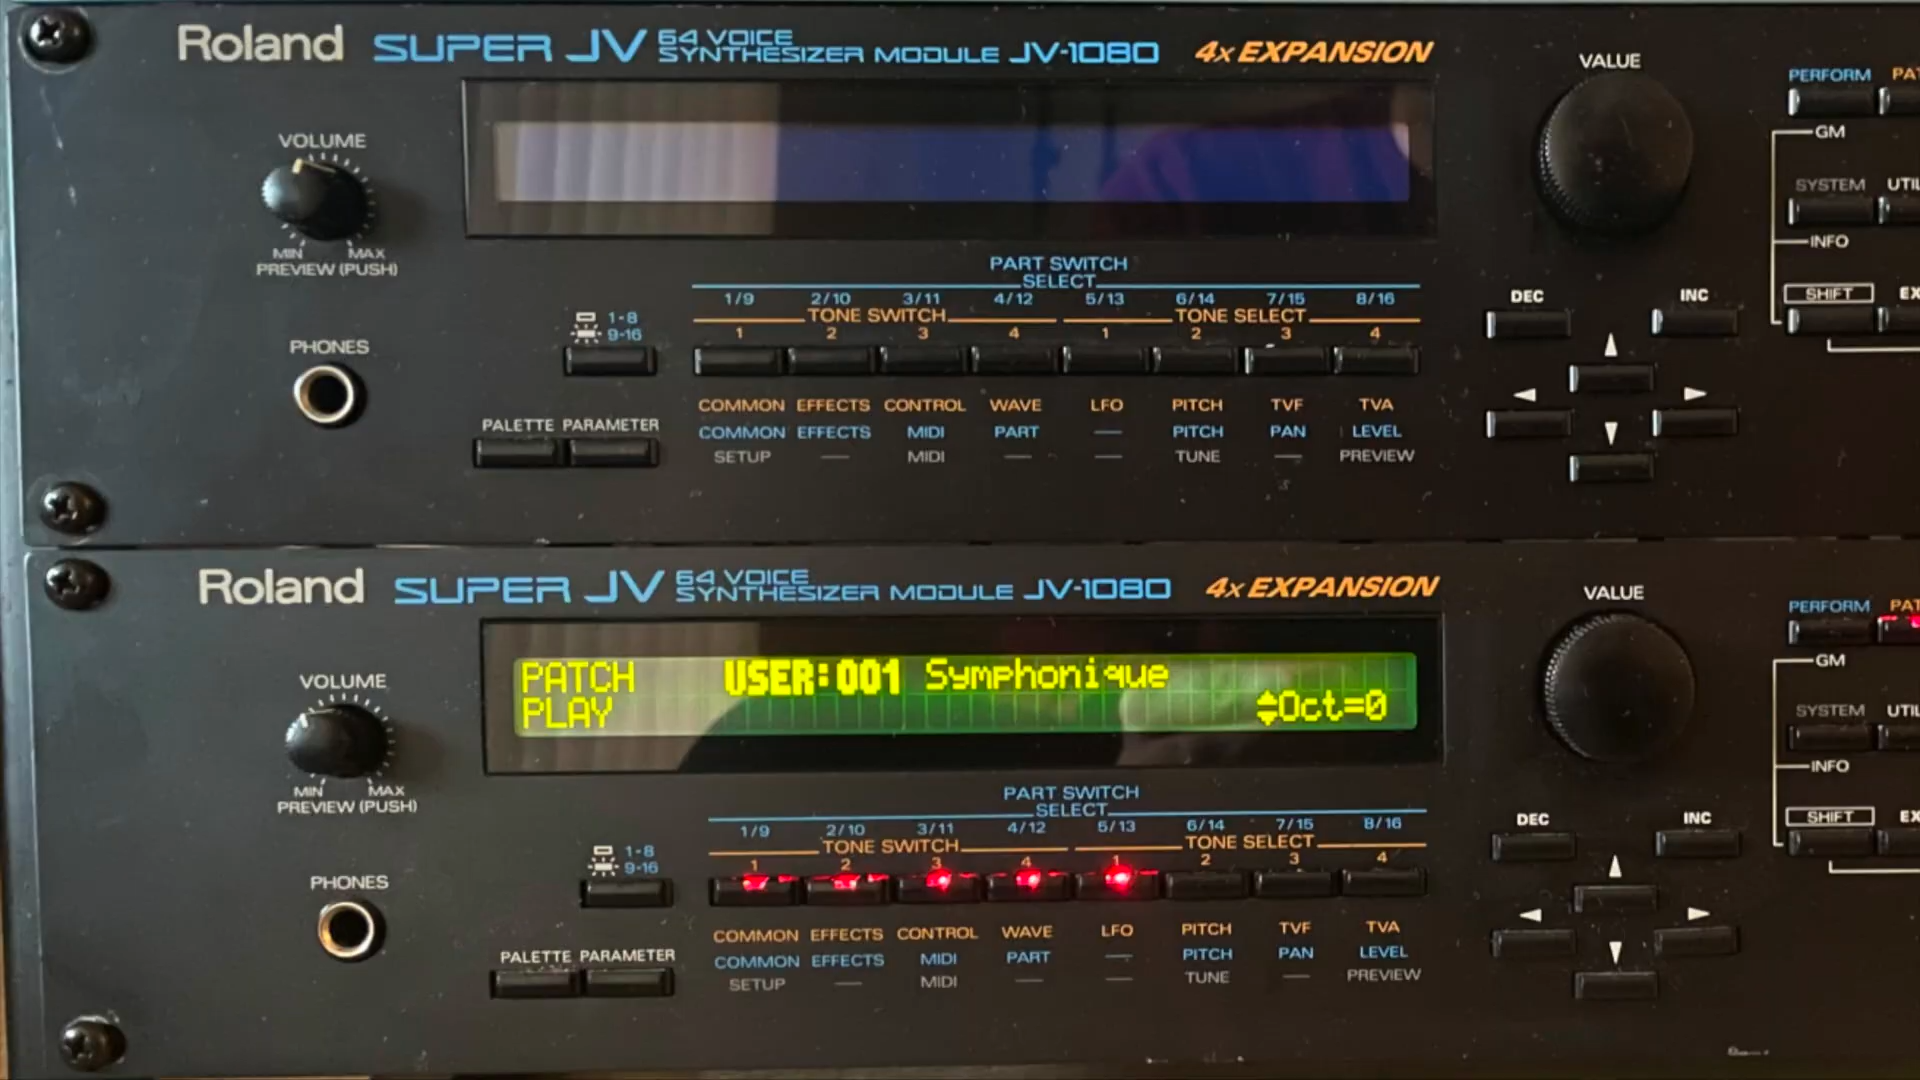 Roland SUPER JV 64 VOICE SYNTHESIZER MODULE JV-1080 4x EXPANSION
VALUE
PERFORM
VOLUME
GM
SYSTEM
MIN MAX
PREVIEW (PUSH)
INFO
PART SWITCH
SELECT
1/9 2/10 3/11 4/12 5/13 6/14 7/15 8/16
DEC INC
SHIFT
1-8
9-16
TONE SWITCH TONE SELECT
1 2 3 4 1 2 3 4
PHONES
COMMON EFFECTS CONTROL WAVE LFO PITCH TVF TVA
PALETTE PARAMETER
COMMON EFFECTS MIDI PART — PITCH PAN LEVEL
SETUP — MIDI — — TUNE — PREVIEW
Roland SUPER JV 64 VOICE SYNTHESIZER MODULE JV-1080 4x EXPANSION
VALUE
PERFORM
PATCH USER:001 Symphonique
PLAY Oct=0
VOLUME
GM
SYSTEM
MIN MAX
PREVIEW (PUSH)
INFO
PART SWITCH
SELECT
1/9 2/10 3/11 4/12 5/13 6/14 7/15 8/16
DEC INC
SHIFT
1-8
9-16
TONE SWITCH TONE SELECT
1 2 3 4 1 2 3 4
PHONES
COMMON EFFECTS CONTROL WAVE LFO PITCH TVF TVA
PALETTE PARAMETER
COMMON EFFECTS MIDI PART — PITCH PAN LEVEL
SETUP — MIDI — — TUNE — PREVIEW